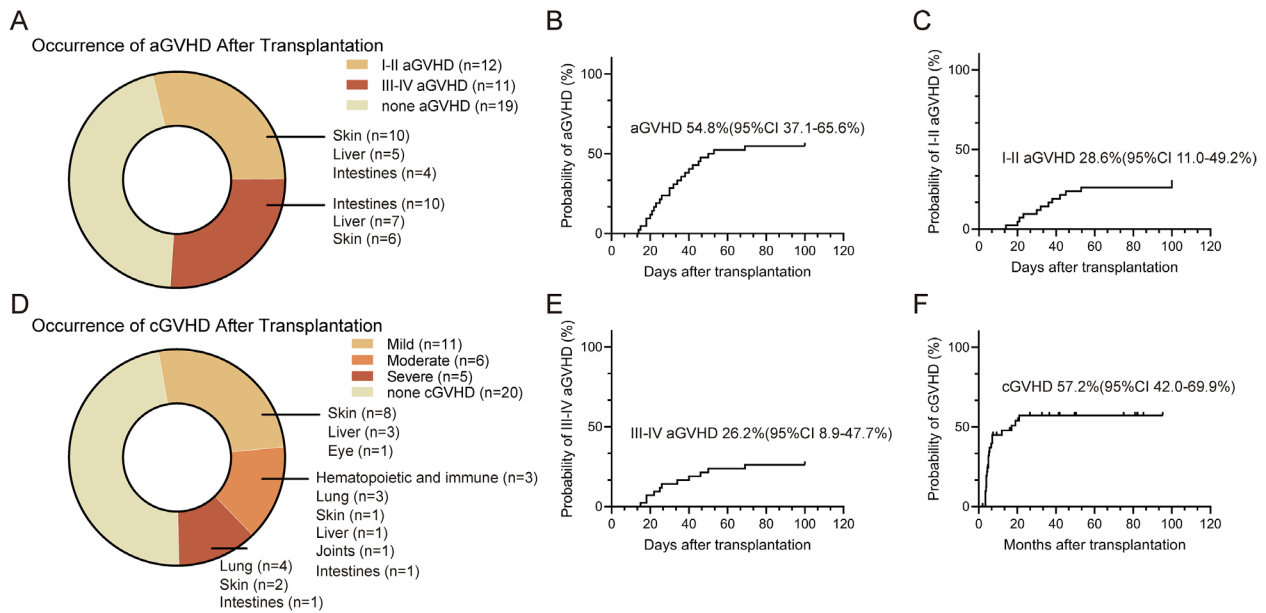 A
Occurrence of aGVHD After Transplantation
I-II aGVHD (n=12)
III-IV aGVHD (n=11)
none aGVHD (n=19)
Skin (n=10)
Liver (n=5)
Intestines (n=4)
Intestines (n=10)
Liver (n=7)
Skin (n=6)
B
Probability of aGVHD (%)
100
50
0
aGVHD 54.8%(95%CI 37.1-65.6%)
0 20 40 60 80 100 120
Days after transplantation
C
Probability of I-II aGVHD (%)
100
50
0
I-II aGVHD 28.6%(95%CI 11.0-49.2%)
0 20 40 60 80 100 120
Days after transplantation
D
Occurrence of cGVHD After Transplantation
Mild (n=11)
Moderate (n=6)
Severe (n=5)
none cGVHD (n=20)
Skin (n=8)
Liver (n=3)
Eye (n=1)
Hematopoietic and immune (n=3)
Lung (n=3)
Skin (n=1)
Liver (n=1)
Joints (n=1)
Intestines (n=1)
Lung (n=4)
Skin (n=2)
Intestines (n=1)
E
Probability of III-IV aGVHD (%)
100
50
0
III-IV aGVHD 26.2%(95%CI 8.9-47.7%)
0 20 40 60 80 100 120
Days after transplantation
F
Probability of cGVHD (%)
100
50
0
cGVHD 57.2%(95%CI 42.0-69.9%)
0 20 40 60 80 100 120
Months after transplantation